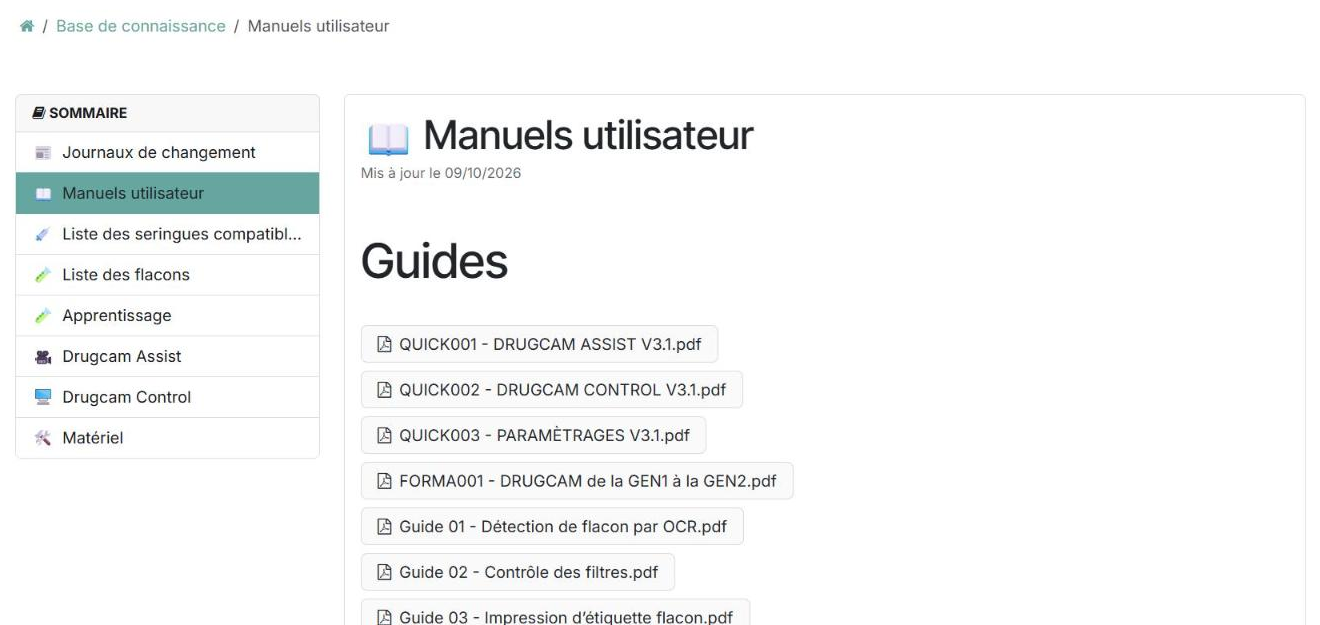 / Base de connaissance / Manuels utilisateur
SOMMAIRE
Journaux de changement
Manuels utilisateur
Liste des seringues compatibl...
Liste des flacons
Apprentissage
Drugcam Assist
Drugcam Control
Matériel
Manuels utilisateur
Mis à jour le 09/10/2026
Guides
QUICK001 - DRUGCAM ASSIST V3.1.pdf
QUICK002 - DRUGCAM CONTROL V3.1.pdf
QUICK003 - PARAMÈTRAGES V3.1.pdf
FORMA001 - DRUGCAM de la GEN1 à la GEN2.pdf
Guide 01 - Détection de flacon par OCR.pdf
Guide 02 - Contrôle des filtres.pdf
Guide 03 - Impression d’étiquette flacon.pdf